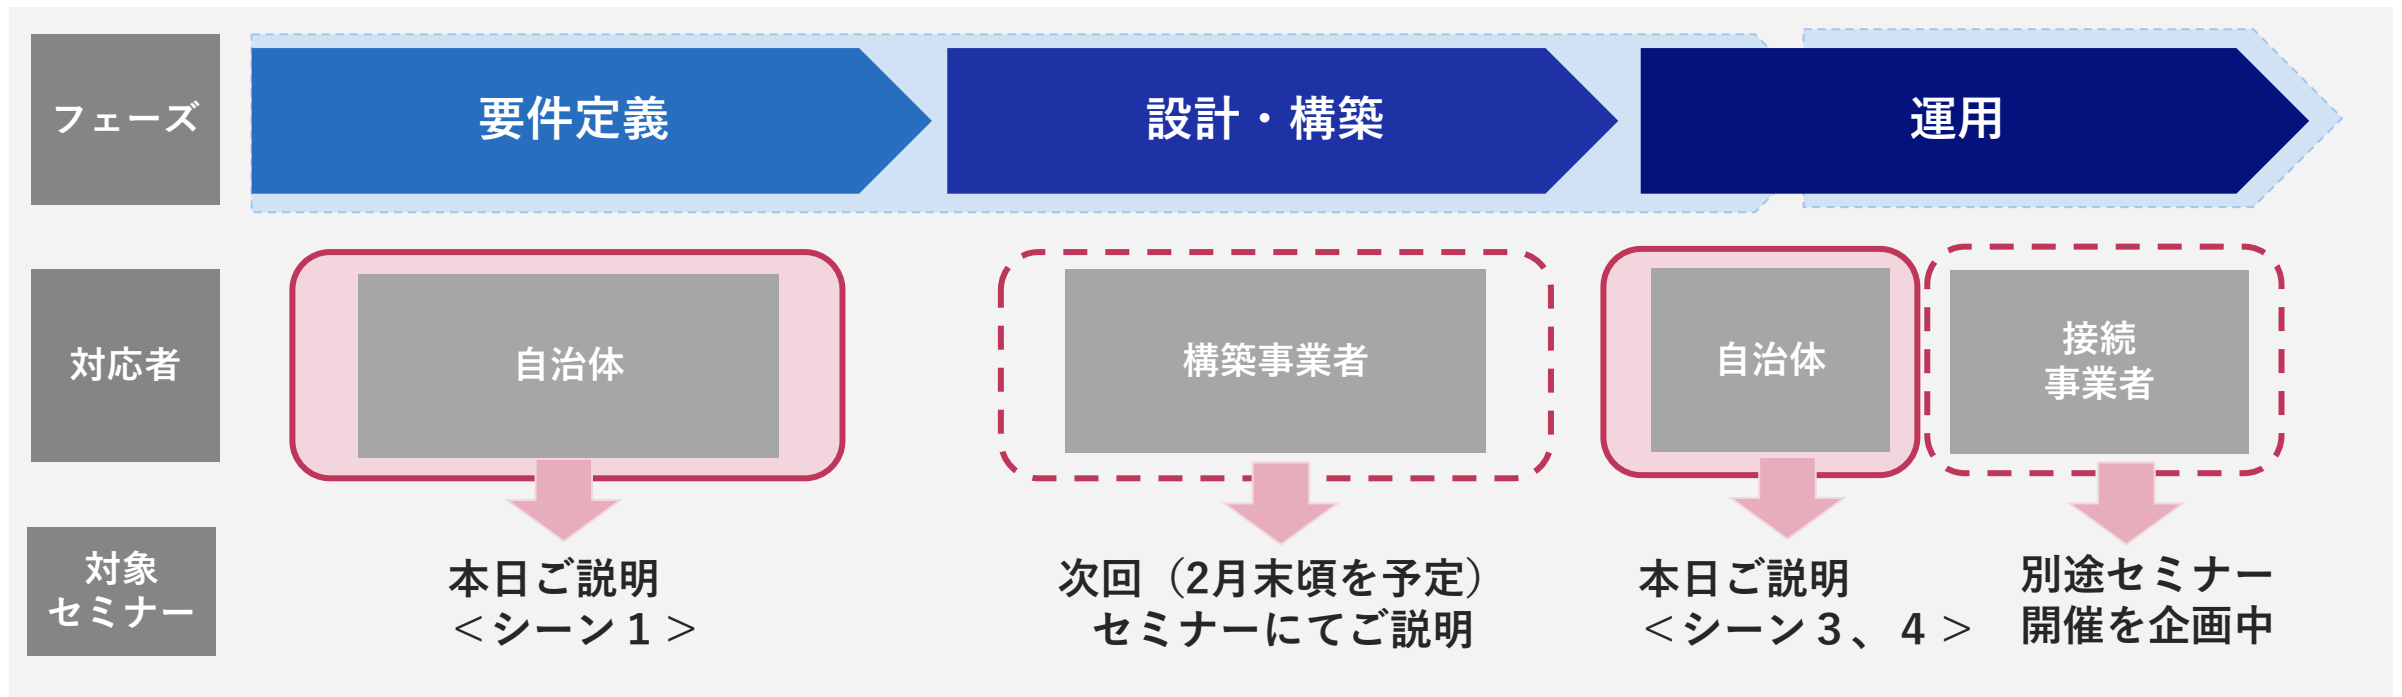 フェーズ
要件定義
設計・構築
運用
対応者
自治体
構築事業者
自治体
接続
事業者
対象
セミナー
本日ご説明
＜シーン１＞
次回（2月末頃を予定）
セミナーにてご説明
本日ご説明
＜シーン３、４＞
別途セミナー
開催を企画中